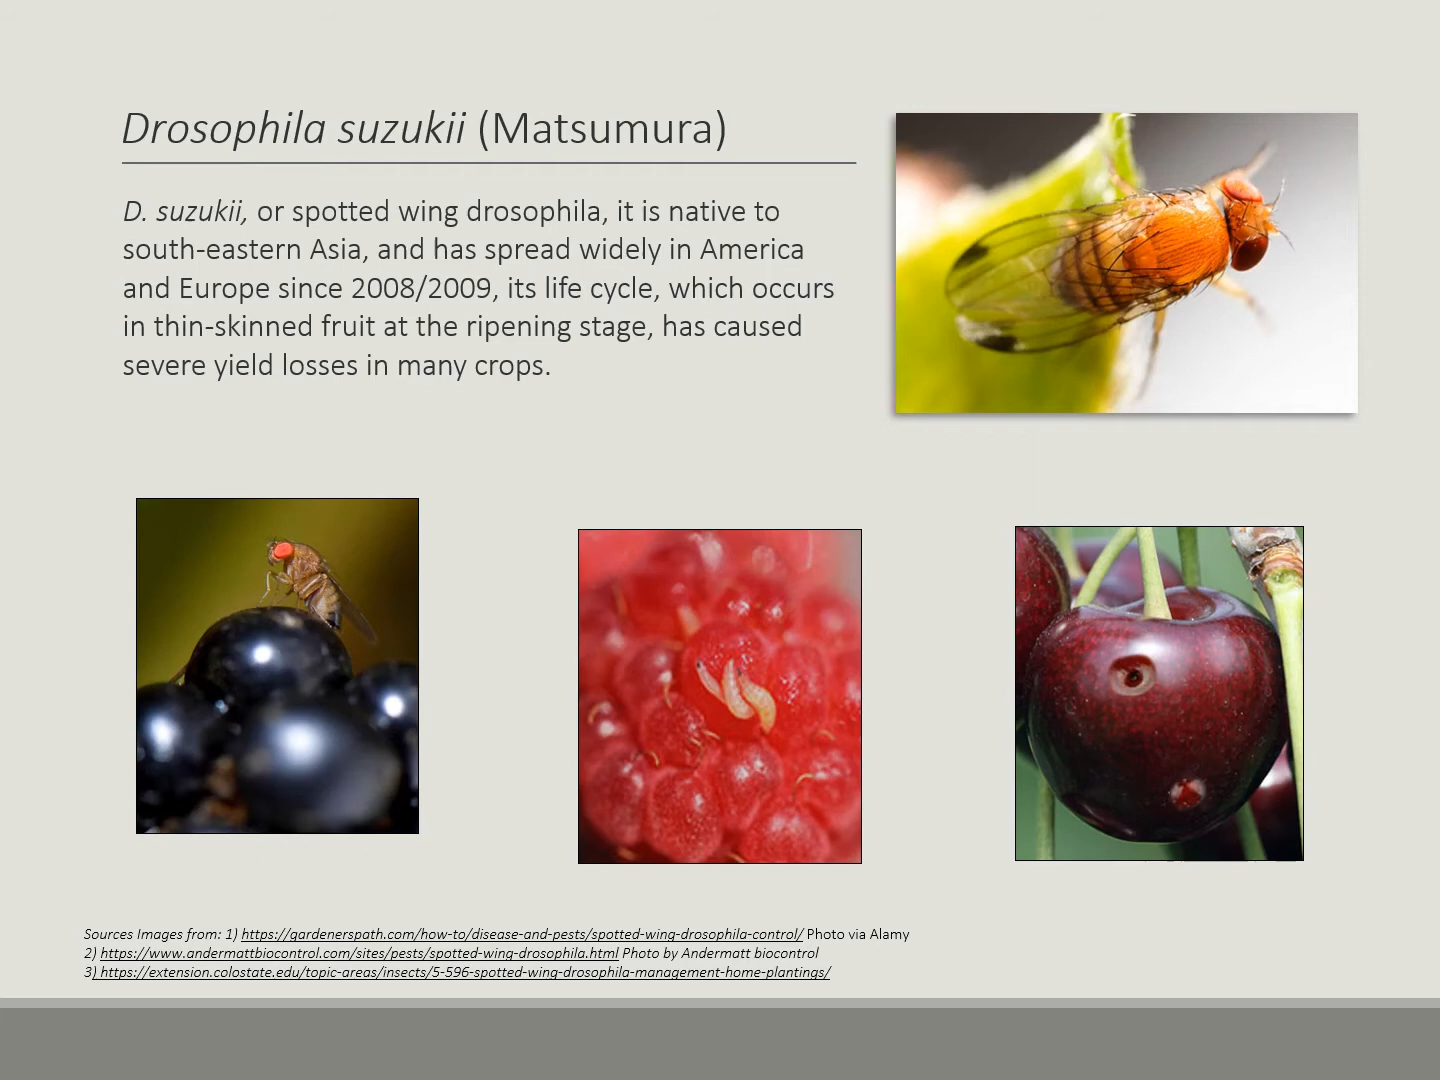 Drosophila suzukii (Matsumura)
D. suzukii, or spotted wing drosophila, it is native to
south-eastern Asia, and has spread widely in America
and Europe since 2008/2009, its life cycle, which occurs
in thin-skinned fruit at the ripening stage, has caused
severe yield losses in many crops.
Sources Images from: 1) https://gardenerspath.com/how-to/disease-and-pests/spotted-wing-drosophila-control/ Photo via Alamy
2) https://www.andermattbiocontrol.com/sites/pests/spotted-wing-drosophila.html Photo by Andermatt biocontrol
3) https://extension.colostate.edu/topic-areas/insects/5-596-spotted-wing-drosophila-management-home-plantings/